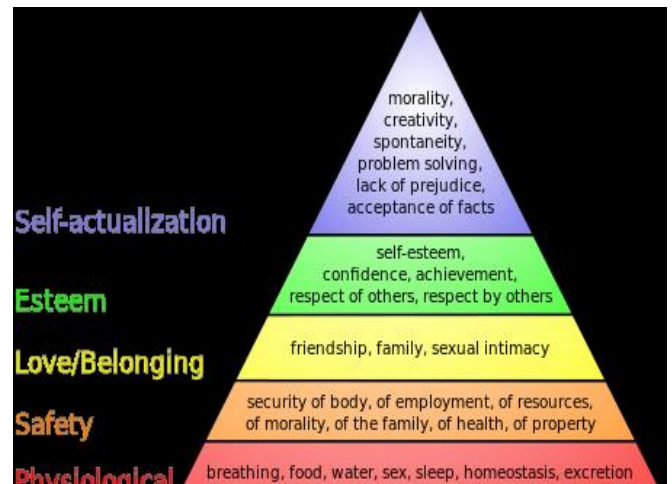 morality,
creativity,
spontaneity,
problem solving,
lack of prejudice,
acceptance of facts
Self-actualization
self-esteem,
confidence, achievement,
respect of others, respect by others
Esteem
friendship, family, sexual intimacy
Love/Belonging
security of body, of employment, of resources,
of morality, of the family, of health, of property
Safety
breathing, food, water, sex, sleep, homeostasis, excretion
Physiological